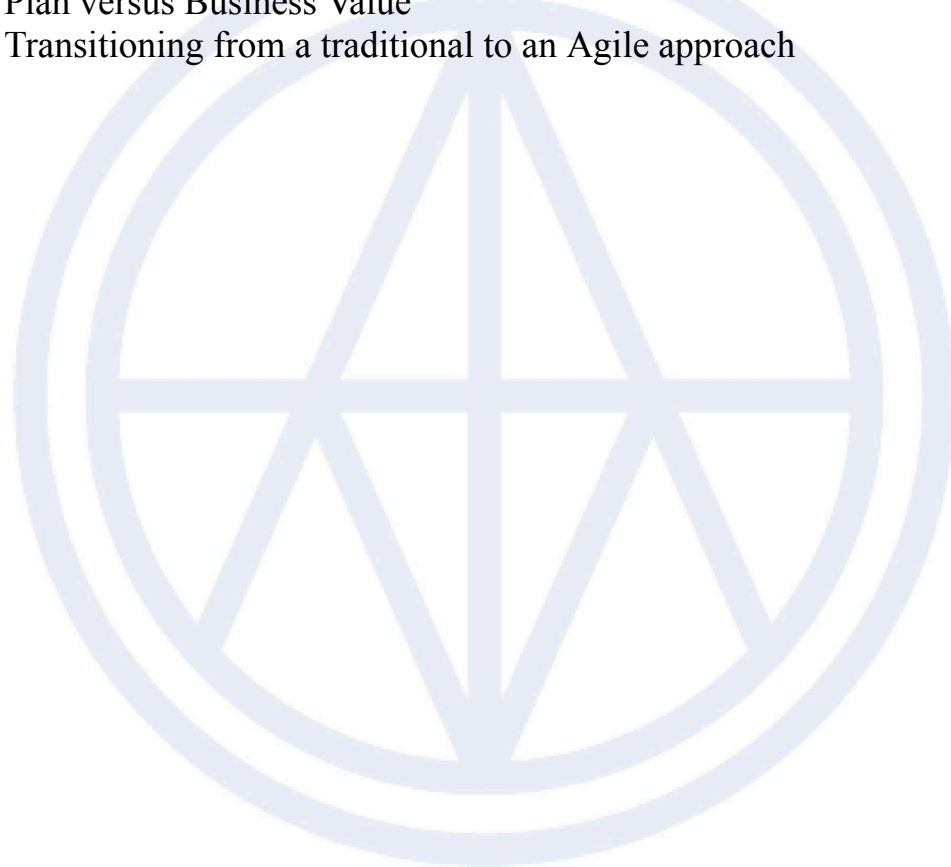 Plan versus Business Value
Transitioning from a traditional to an Agile approach